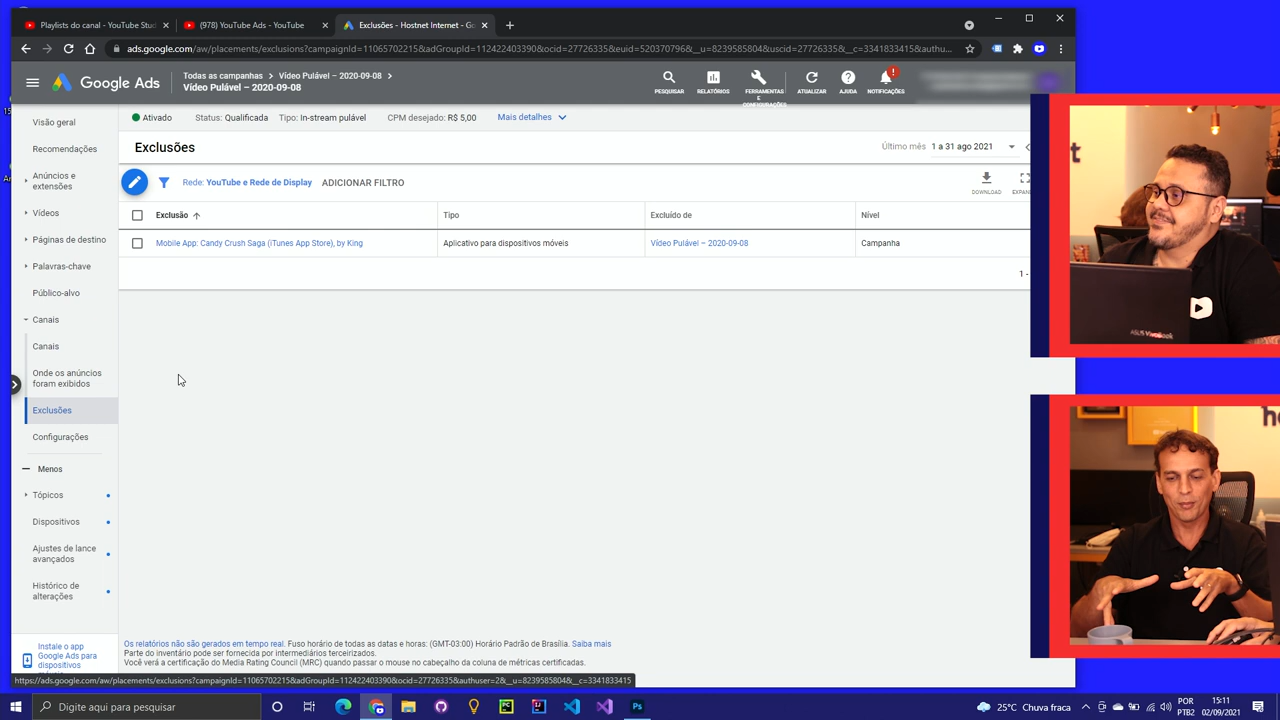 Playlists do canal - YouTube Stud
(978) YouTube Ads - YouTube
Exclusões - Hostnet Internet - Go
ads.google.com/aw/placements/exclusions?campaignId=11065702215&adGroupId=112422403390&ocid=27726335&euid=520370796&__u=8239585804&uscid=27726335&__c=3341833415&authu...
Google Ads
Todas as campanhas > Vídeo Pulável – 2020-09-08 >
Vídeo Pulável – 2020-09-08
PESQUISAR
RELATÓRIOS
FERRAMENTAS
E
CONFIGURAÇÕES
ATUALIZAR
AJUDA
NOTIFICAÇÕES
Ativado
Status: Qualificada
Tipo: In-stream pulável
CPM desejado: R$ 5,00
Mais detalhes
Exclusões
Último mês
1 a 31 ago 2021
Rede: YouTube e Rede de Display
ADICIONAR FILTRO
DOWNLOAD
EXPAN
Exclusão
Tipo
Excluído de
Nível
Mobile App: Candy Crush Saga (iTunes App Store), by King
Aplicativo para dispositivos móveis
Vídeo Pulável – 2020-09-08
Campanha
1 -
Visão geral
Recomendações
Anúncios e
extensões
Vídeos
Páginas de destino
Palavras-chave
Público-alvo
Canais
Canais
Onde os anúncios
foram exibidos
Exclusões
Configurações
Menos
Tópicos
Dispositivos
Ajustes de lance
avançados
Histórico de
alterações
Instale o app
Google Ads para
dispositivos
Os relatórios não são gerados em tempo real. Fuso horário de todas as datas e horas: (GMT-03:00) Horário Padrão de Brasília. Saiba mais
Parte do inventário pode ser fornecida por intermediários terceirizados.
Você verá a certificação do Media Rating Council (MRC) quando passar o mouse no cabeçalho da coluna de métricas certificadas.
https://ads.google.com/aw/placements/exclusions?campaignId=11065702215&adGroupId=112422403390&ocid=27726335&authuser=2&__u=8239585804&__c=3341833415
ASUS VivoBook
Digite aqui para pesquisar
25°C Chuva fraca
POR
PTB2
15:11
02/09/2021